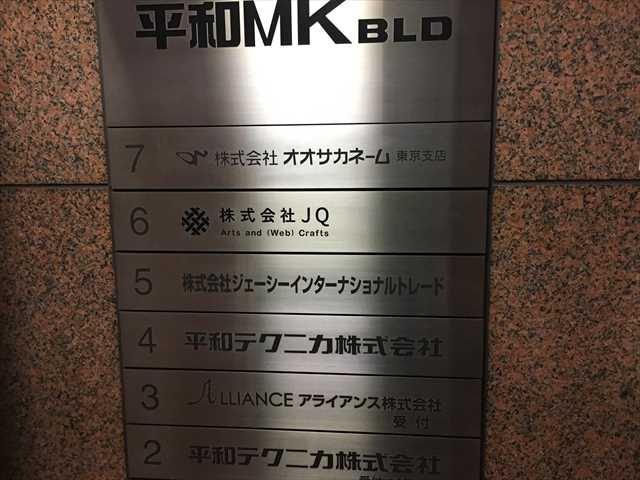 平和MK BLD
7 株式会社 オオサカネーム 東京支店
6 株式会社JQ
Arts and (Web) Crafts
5 株式会社ジェーシーインターナショナルトレード
4 平和テクニカ株式会社
3 ALLIANCE アライアンス株式会社
受付
2 平和テクニカ株式会社